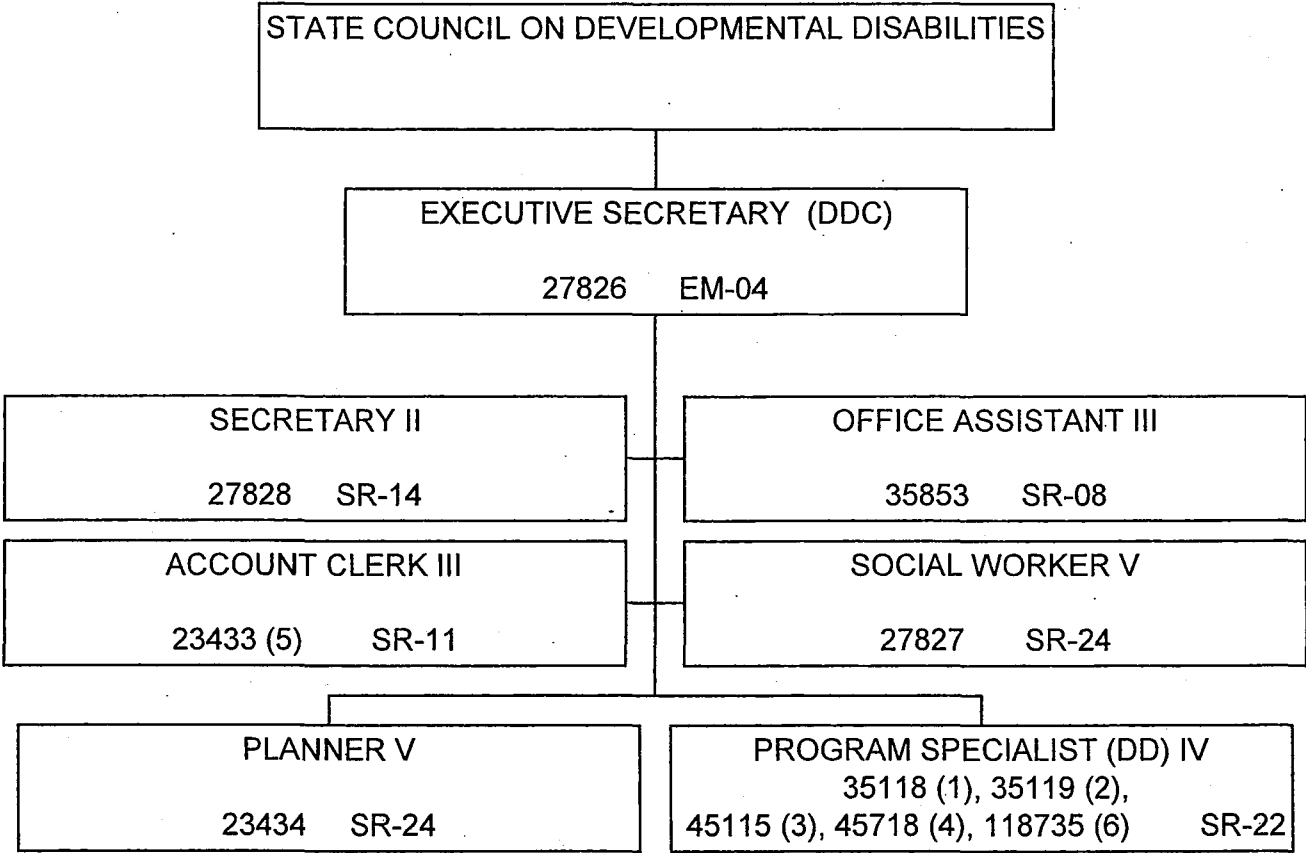 STATE COUNCIL ON DEVELOPMENTAL DISABILITIES
EXECUTIVE SECRETARY (DDC)
27826 EM-04
SECRETARY II
27828 SR-14
OFFICE ASSISTANT III
35853 SR-08
ACCOUNT CLERK III
23433 (5) SR-11
SOCIAL WORKER V
27827 SR-24
PLANNER V
23434 SR-24
PROGRAM SPECIALIST (DD) IV
35118 (1), 35119 (2),
45115 (3), 45718 (4), 118735 (6) SR-22